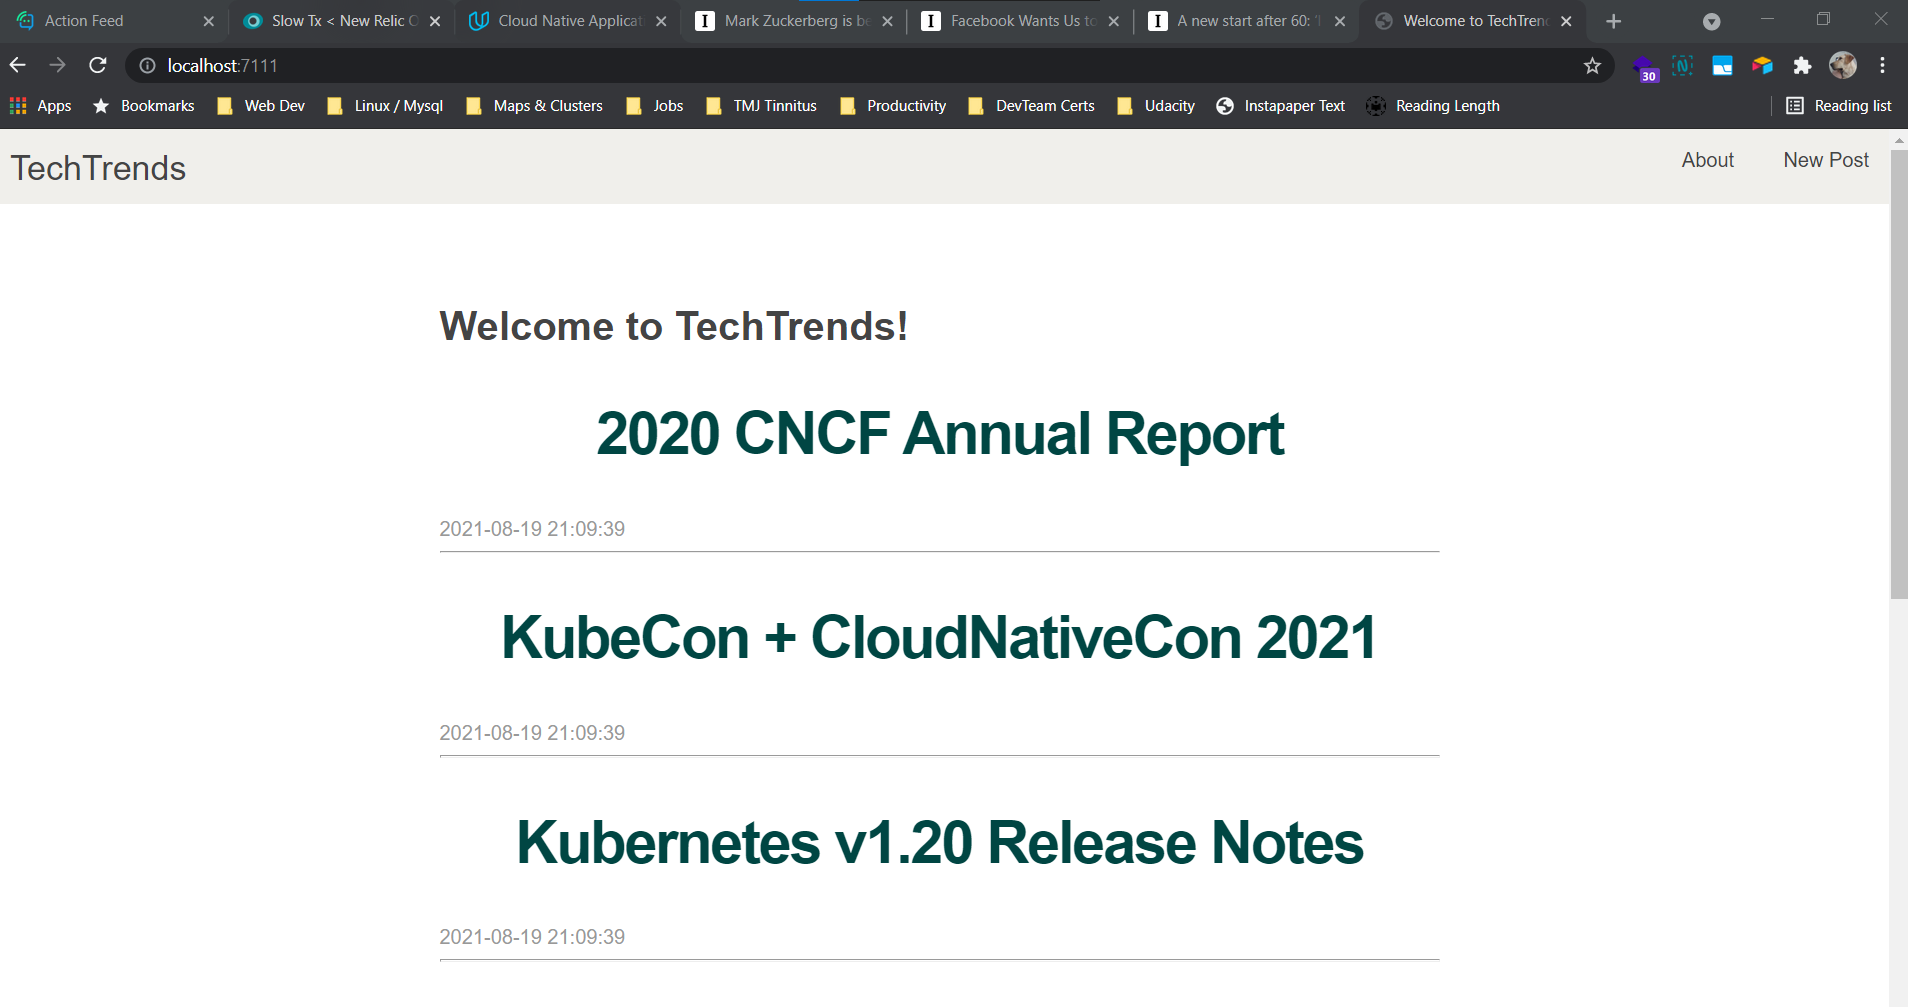 Action Feed Slow Tx < New Relic O Cloud Native Applicat Mark Zuckerberg is be Facebook Wants Us to A new start after 60: 'I Welcome to TechTrend
localhost:7111 30
Apps Bookmarks Web Dev Linux / Mysql Maps & Clusters Jobs TMJ Tinnitus Productivity DevTeam Certs Udacity Instapaper Text Reading Length Reading list
TechTrends About New Post
Welcome to TechTrends!
2020 CNCF Annual Report
2021-08-19 21:09:39
KubeCon + CloudNativeCon 2021
2021-08-19 21:09:39
Kubernetes v1.20 Release Notes
2021-08-19 21:09:39